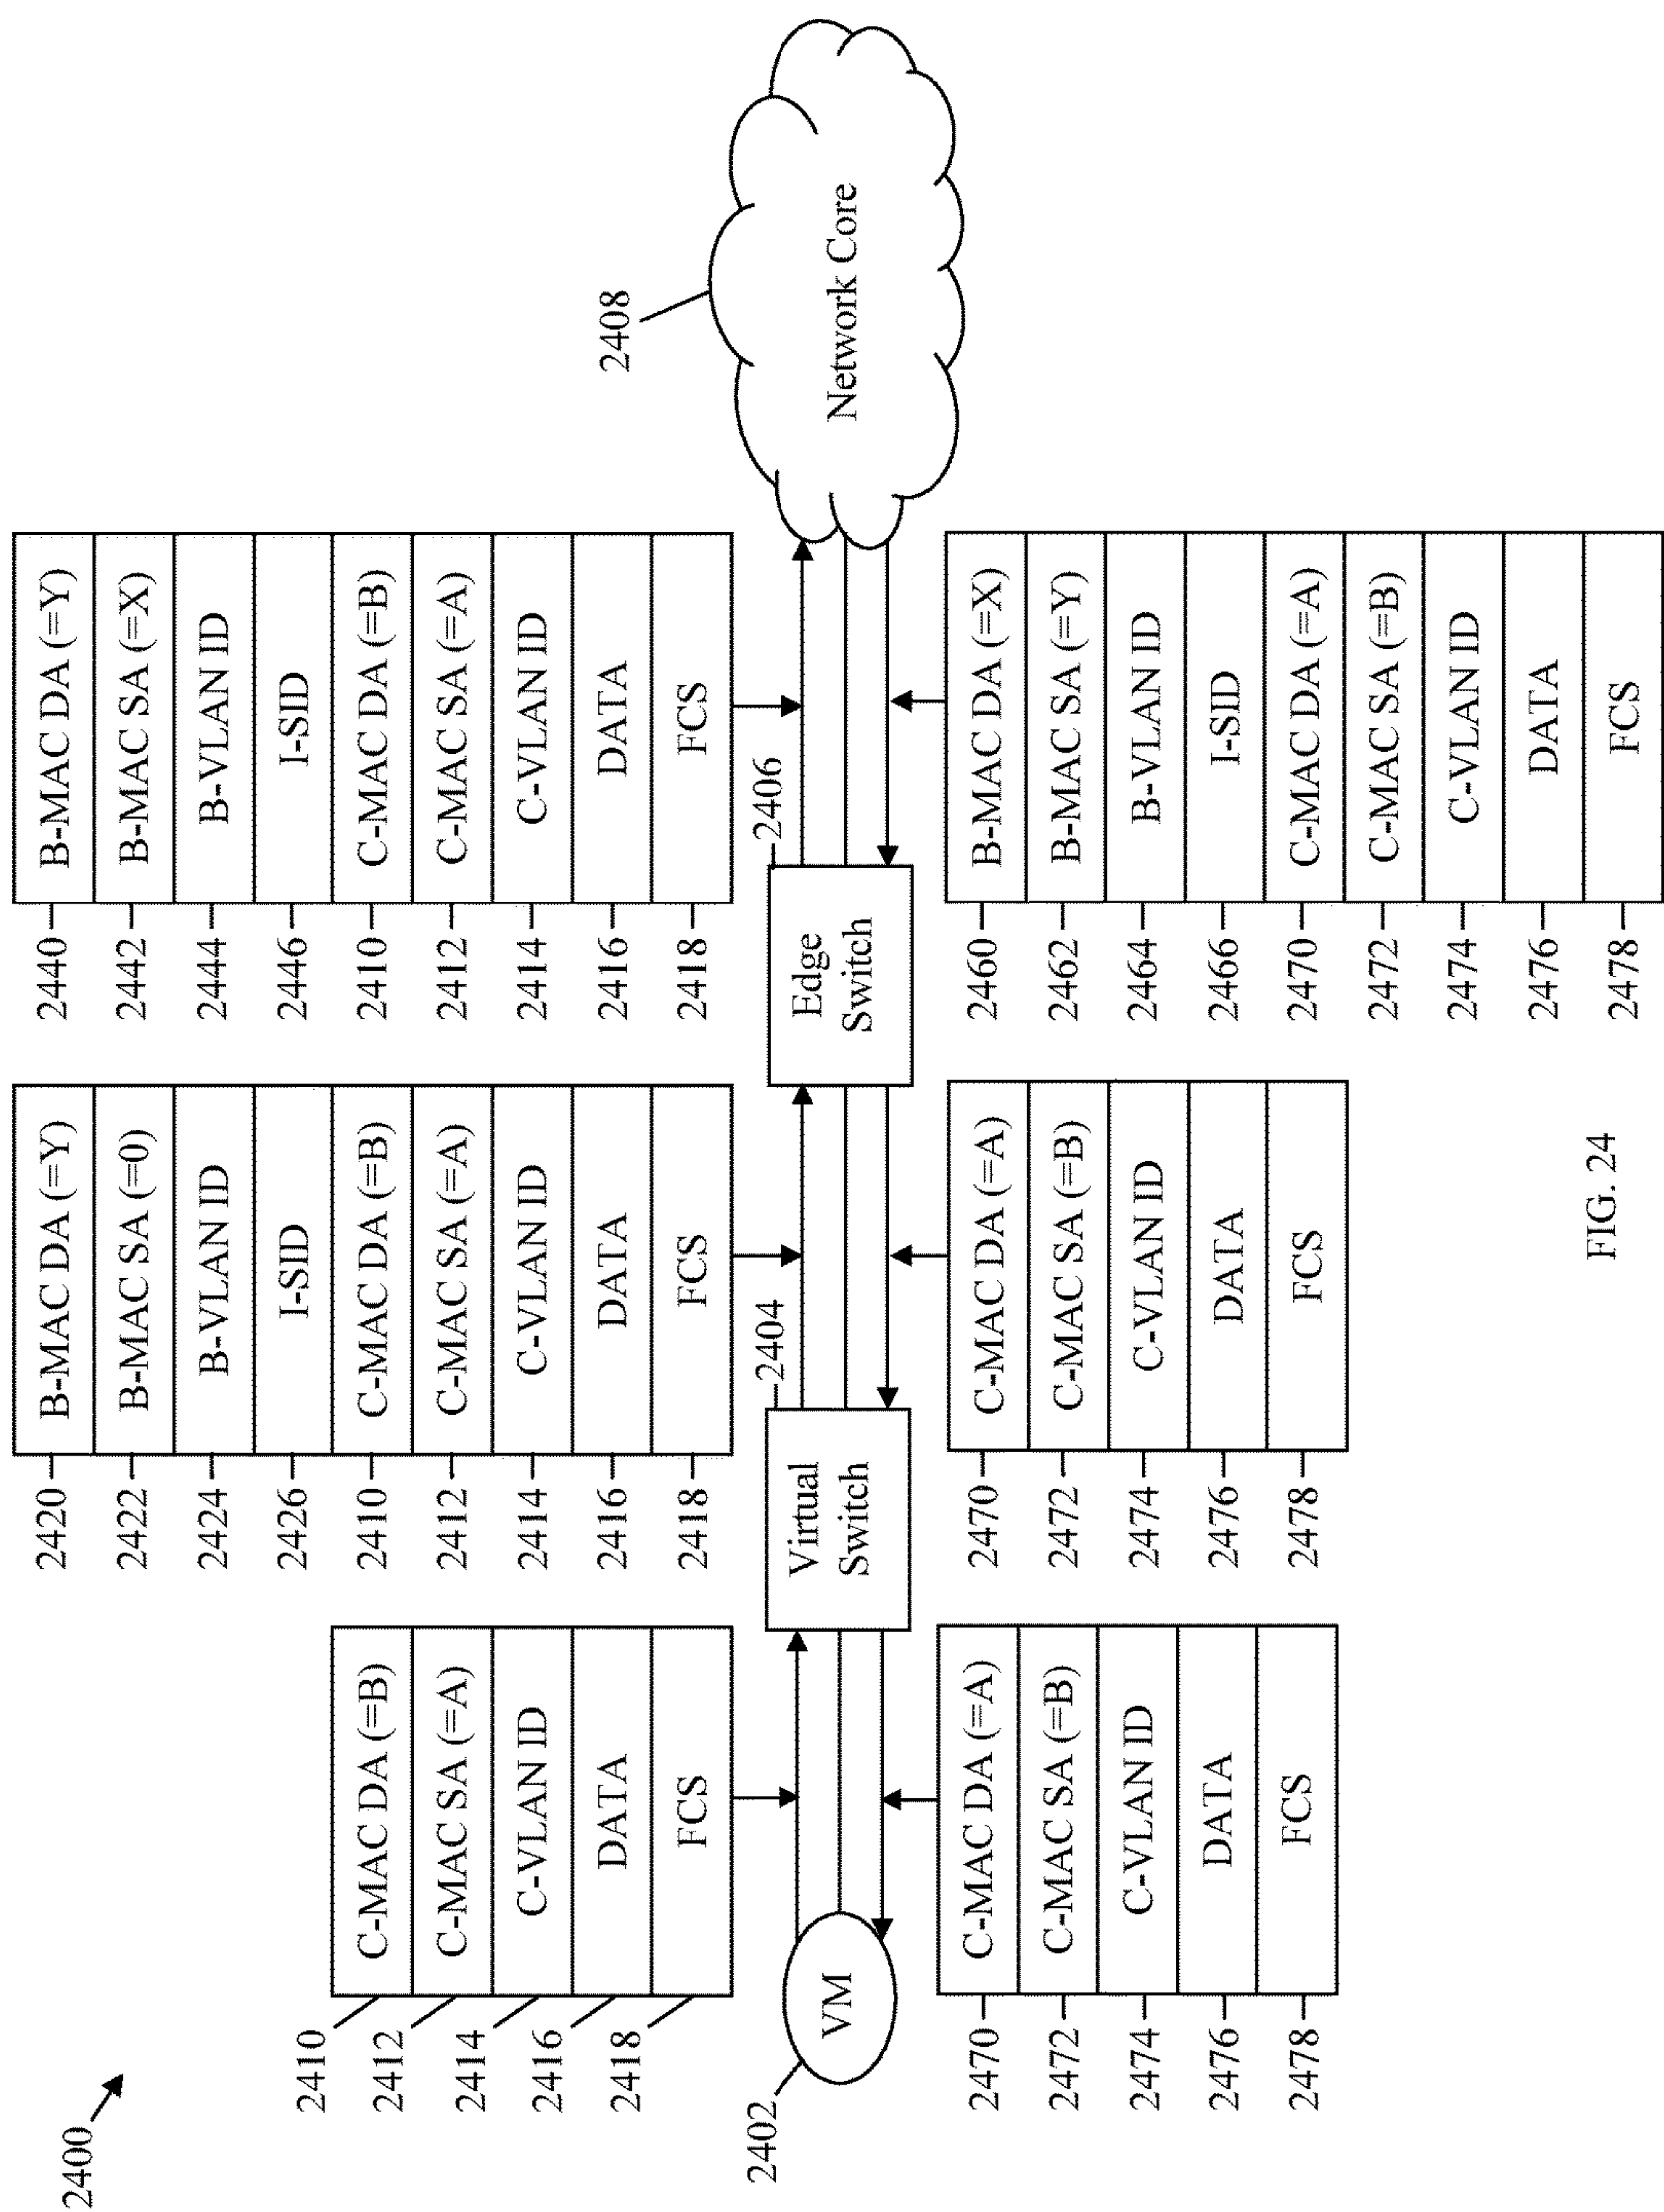 2400
2410
2412
2414
2416
2418
C-MAC DA (=B)
C-MAC SA (=A)
C-VLAN ID
DATA
FCS
2420
2422
2424
2426
2410
2412
2414
2416
2418
B-MAC DA (=Y)
B-MAC SA (=0)
B-VLAN ID
I-SID
C-MAC DA (=B)
C-MAC SA (=A)
C-VLAN ID
DATA
FCS
2440
2442
2444
2446
2410
2412
2414
2416
2418
B-MAC DA (=Y)
B-MAC SA (=X)
B-VLAN ID
I-SID
C-MAC DA (=B)
C-MAC SA (=A)
C-VLAN ID
DATA
FCS
2402
VM
2404
Virtual
Switch
2406
Edge
Switch
2408
Network Core
2470
2472
2474
2476
2478
C-MAC DA (=A)
C-MAC SA (=B)
C-VLAN ID
DATA
FCS
2470
2472
2474
2476
2478
C-MAC DA (=A)
C-MAC SA (=B)
C-VLAN ID
DATA
FCS
2460
2462
2464
2466
2470
2472
2474
2476
2478
B-MAC DA (=X)
B-MAC SA (=Y)
B-VLAN ID
I-SID
C-MAC DA (=A)
C-MAC SA (=B)
C-VLAN ID
DATA
FCS
FIG. 24